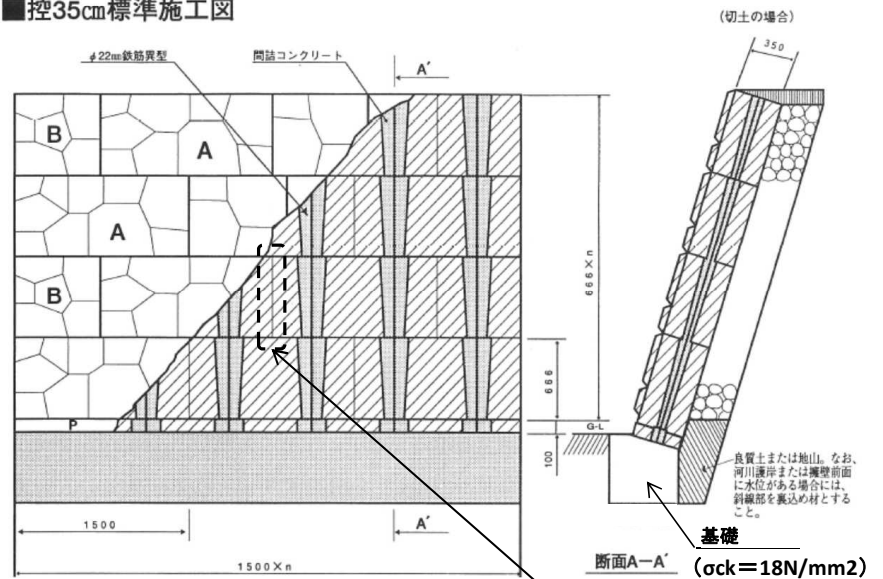 ■控35㎝標準施工図
(切土の場合)
350
φ22㎜鉄筋異型
間詰コンクリート
A′
B
A
A
B
P
666×n
666
100
G-L
1500
A′
1500×n
断面A－A′
良質土または地山。なお、
河川護岸または擁壁前面
に水位がある場合には、
斜線部を裏込め材とする
こと。
基礎
(σck＝18N/mm2)